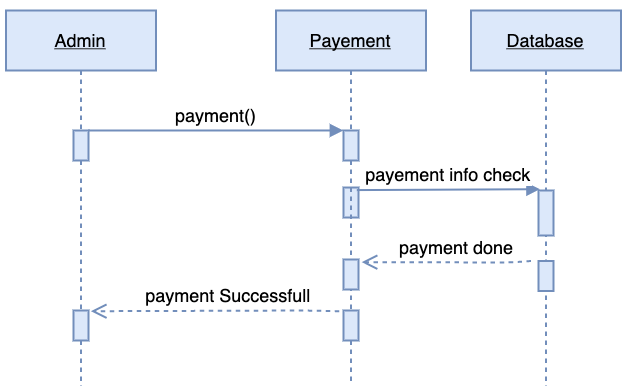 Admin
Payement
Database
payment()
payement info check
payment done
payment Successfull